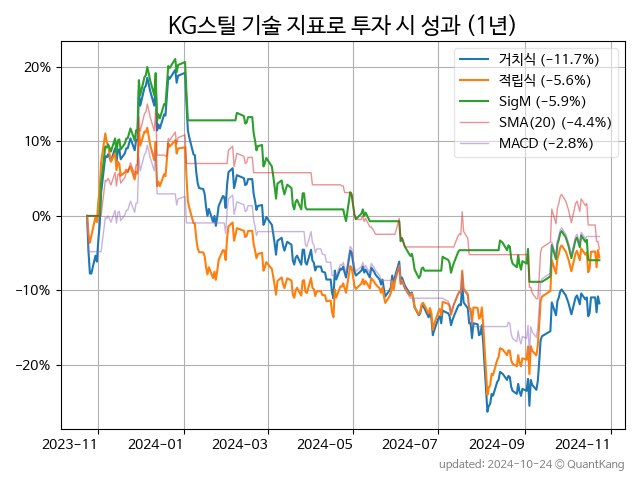 KG스틸 기술 지표로 투자 시 성과 (1년)
거치식 (−11.7%)
적립식 (−5.6%)
SigM (−5.9%)
SMA(20) (−4.4%)
MACD (−2.8%)
20%
10%
0%
−10%
−20%
2023−11 2024−01 2024−03 2024−05 2024−07 2024−09 2024−11
updated: 2024-10-24 © QuantKang